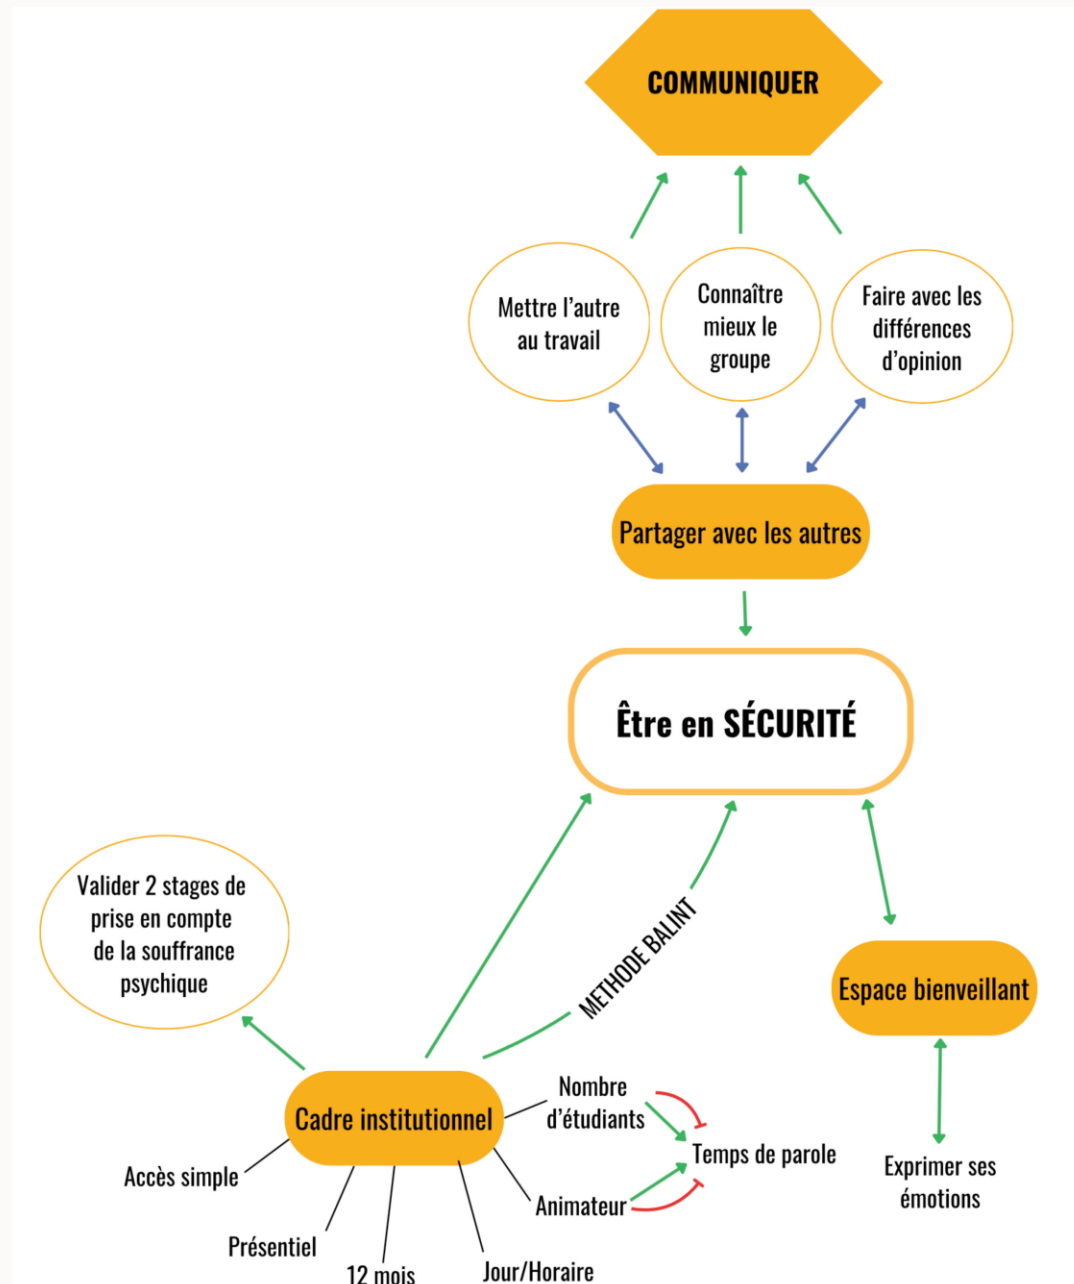 COMMUNIQUER
Mettre l'autre
au travail
Connaître
mieux le
groupe
Faire avec les
différences
d'opinion
Partager avec les autres
Être en SÉCURITÉ
Valider 2 stages de
prise en compte
de la souffrance
psychique
METHODE BALINT
Espace bienveillant
Cadre institutionnel
Nombre
d'étudiants
Temps de parole
Animateur
Accès simple
Présentiel
12 mois
Jour/Horaire
Exprimer ses
émotions